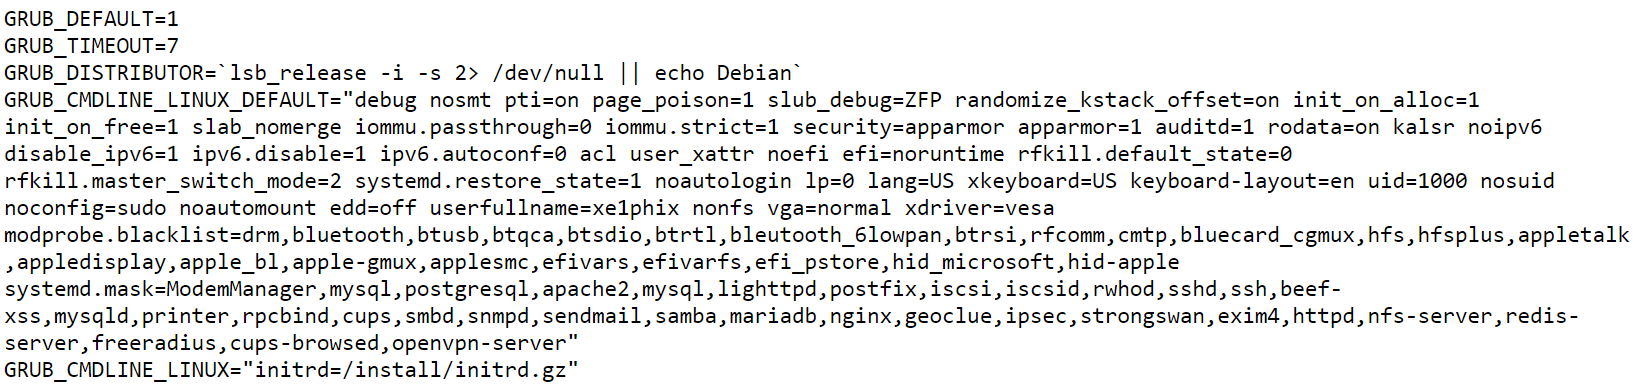 GRUB_DEFAULT=1
GRUB_TIMEOUT=7
GRUB_DISTRIBUTOR=`lsb_release -i -s 2> /dev/null || echo Debian`
GRUB_CMDLINE_LINUX_DEFAULT="debug nosmt pti=on page_poison=1 slub_debug=ZFP randomize_kstack_offset=on init_on_alloc=1
init_on_free=1 slab_nomerge iommu.passthrough=0 iommu.strict=1 security=apparmor apparmor=1 auditd=1 rodata=on kalsr noipv6
disable_ipv6=1 ipv6.disable=1 ipv6.autoconf=0 acl user_xattr noefi efi=noruntime rfkill.default_state=0
rfkill.master_switch_mode=2 systemd.restore_state=1 noautologin lp=0 lang=US xkeyboard=US keyboard-layout=en uid=1000 nosuid
noconfig=sudo noautomount edd=off userfullname=xe1phix nonfs vga=normal xdriver=vesa
modprobe.blacklist=drm,bluetooth,btusb,btqca,btsdio,btrtl,bleutooth_6lowpan,btrsi,rfcomm,cmtp,bluecard_cgmux,hfs,hfsplus,appletalk
,appledisplay,apple_bl,apple-gmux,applesmc,efivars,efivarfs,efi_pstore,hid_microsoft,hid-apple
systemd.mask=ModemManager,mysql,postgresql,apache2,mysql,lighttpd,postfix,iscsi,iscsid,rwhod,sshd,ssh,beef-
xss,mysqld,printer,rpcbind,cups,smbd,snmpd,sendmail,samba,mariadb,nginx,geoclue,ipsec,strongswan,exim4,httpd,nfs-server,redis-
server,freeradius,cups-browsed,openvpn-server"
GRUB_CMDLINE_LINUX="initrd=/install/initrd.gz"